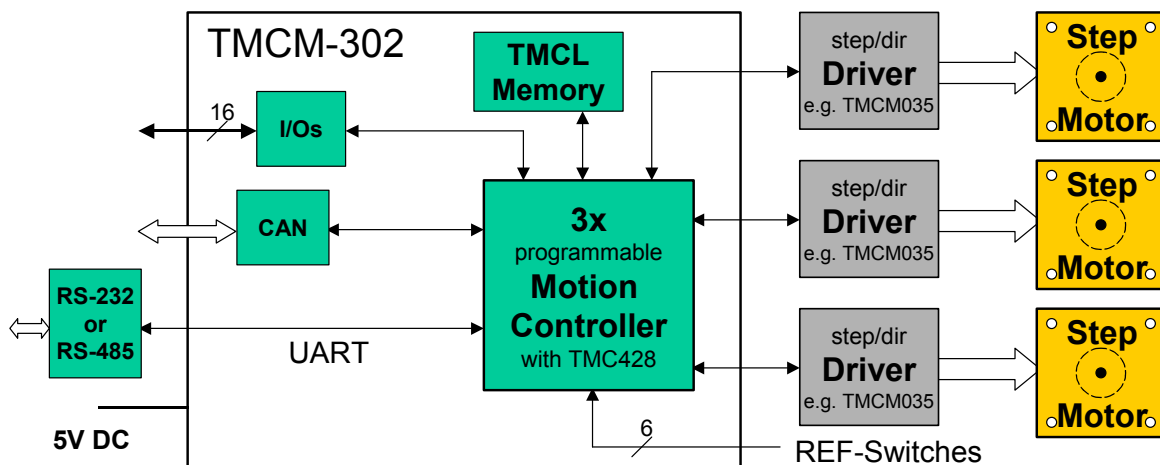 TMCM-302
TMCL
Memory
16
I/Os
CAN
RS-232
or
RS-485
UART
5V DC
3x
programmable
Motion
Controller
with TMC428
6
REF-Switches
step/dir
Driver
e.g. TMCM035
Step
Motor
step/dir
Driver
e.g. TMCM035
Step
Motor
step/dir
Driver
e.g. TMCM035
Step
Motor